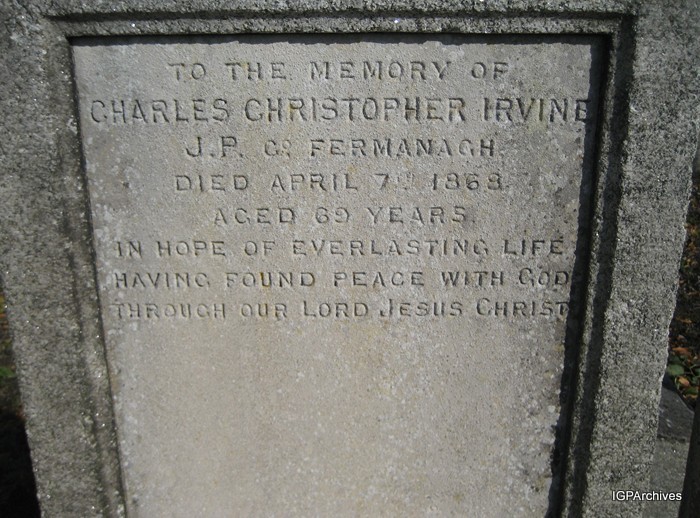 TO THE MEMORY OF
CHARLES CHRISTOPHER IRVINE
J.P. Co FERMANAGH.
DIED APRIL 7TH 1868.
AGED 69 YEARS.
IN HOPE OF EVERLASTING LIFE
HAVING FOUND PEACE WITH GOD
THROUGH OUR LORD JESUS CHRIST
IGPArchives